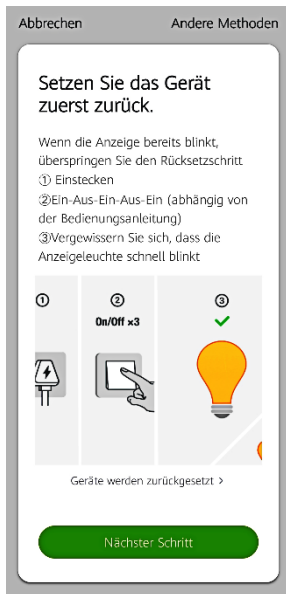 Abbrechen Andere Methoden
Setzen Sie das Gerät
zuerst zurück.
Wenn die Anzeige bereits blinkt,
überspringen Sie den Rücksetzschritt
① Einstecken
②Ein-Aus-Ein-Aus-Ein (abhängig von
der Bedienungsanleitung)
③Vergewissern Sie sich, dass die
Anzeigeleuchte schnell blinkt
① ② ③
On/Off ×3
Geräte werden zurückgesetzt >
Nächster Schritt